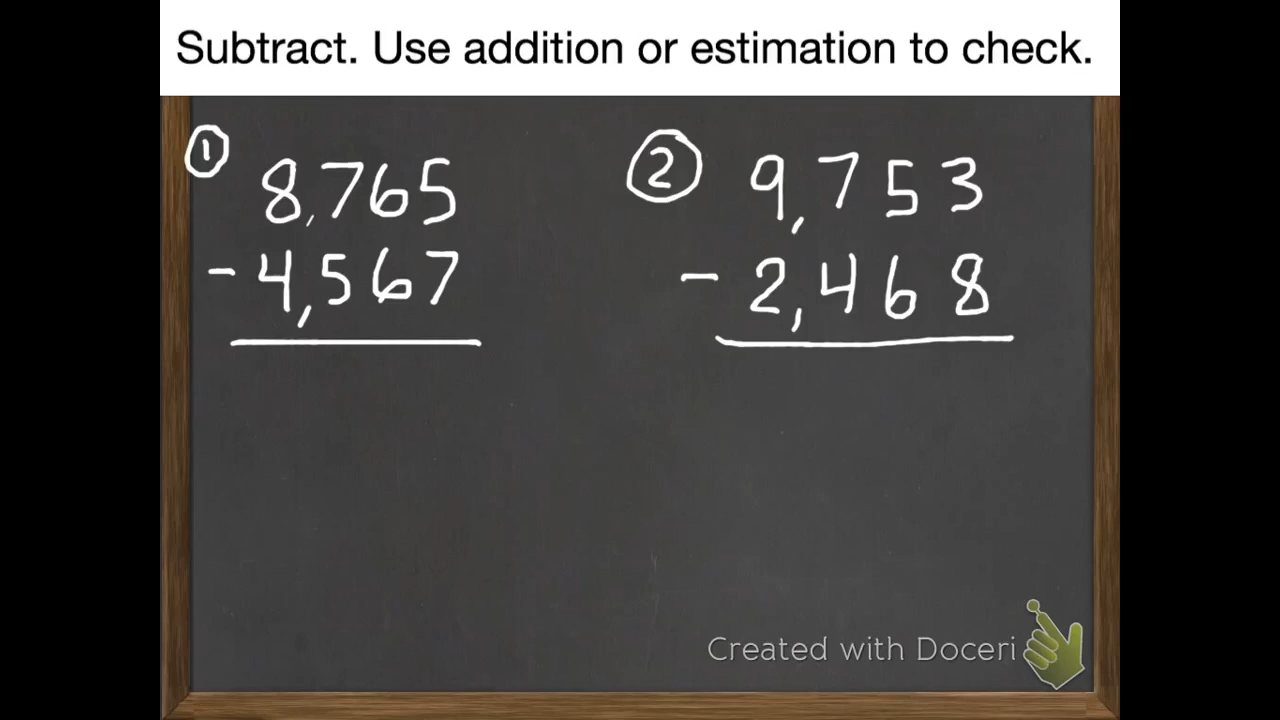 Subtract. Use addition or estimation to check.
① 8,765
- 4,567
② 9,753
- 2,468
Created with Doceri